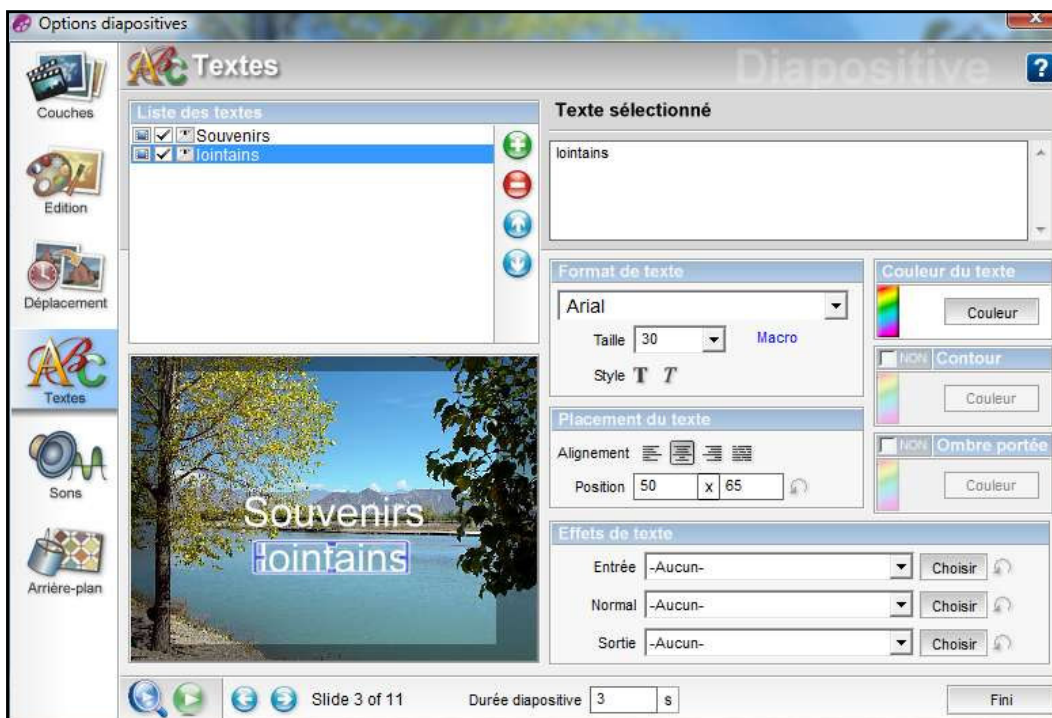 Options diapositives
Couches
Edition
Déplacement
Textes
Sons
Arrière-plan
ABC Textes
Diapositive
?
Liste des textes
Souvenirs
lointains
Souvenirs
lointains
Texte sélectionné
lointains
Format de texte
Arial
Taille 30 Macro
Style T T
Couleur du texte
Couleur
NON Contour
Couleur
NON Ombre portée
Couleur
Placement du texte
Alignement
Position 50 x 65
Effets de texte
Entrée -Aucun- Choisir
Normal -Aucun- Choisir
Sortie -Aucun- Choisir
Slide 3 of 11 Durée diapositive 3 s Fini